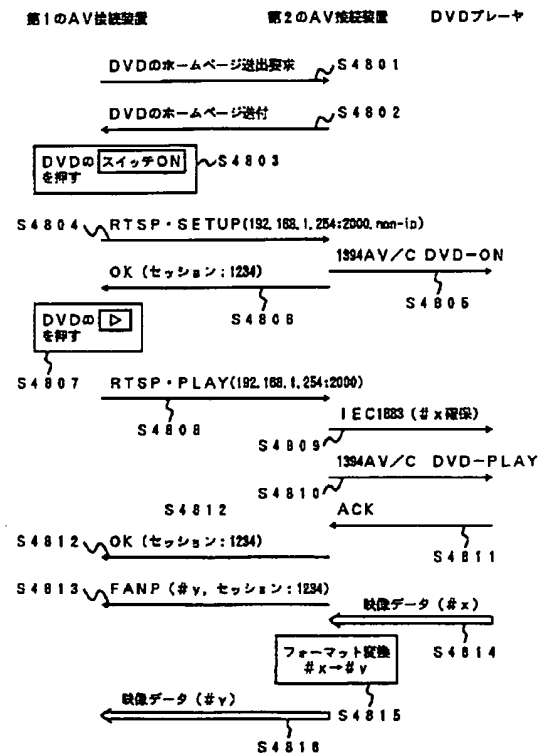 第1のAV接続装置 第2のAV接続装置 DVDプレーヤ
DVDのホームページ送出要求 S4801
DVDのホームページ送付 S4802
DVDの スイッチON
を押す
S4803
S4804 RTSP・SETUP(192.168.1.254:2000,non-ip)
1394AV/C DVD-ON
OK (セッション:1234)
S4805
S4806
DVDの ▷
を押す
S4807 RTSP・PLAY(192.168.1.254:2000)
S4808
IEC1883 (#x確保)
S4809
1394AV/C DVD-PLAY
S4810
S4812
ACK
S4812 OK (セッション:1234)
S4811
S4813 FANP (#y, セッション:1234)
映像データ (#x)
S4814
フォーマット変換
#x→#y
映像データ (#y)
S4815
S4816